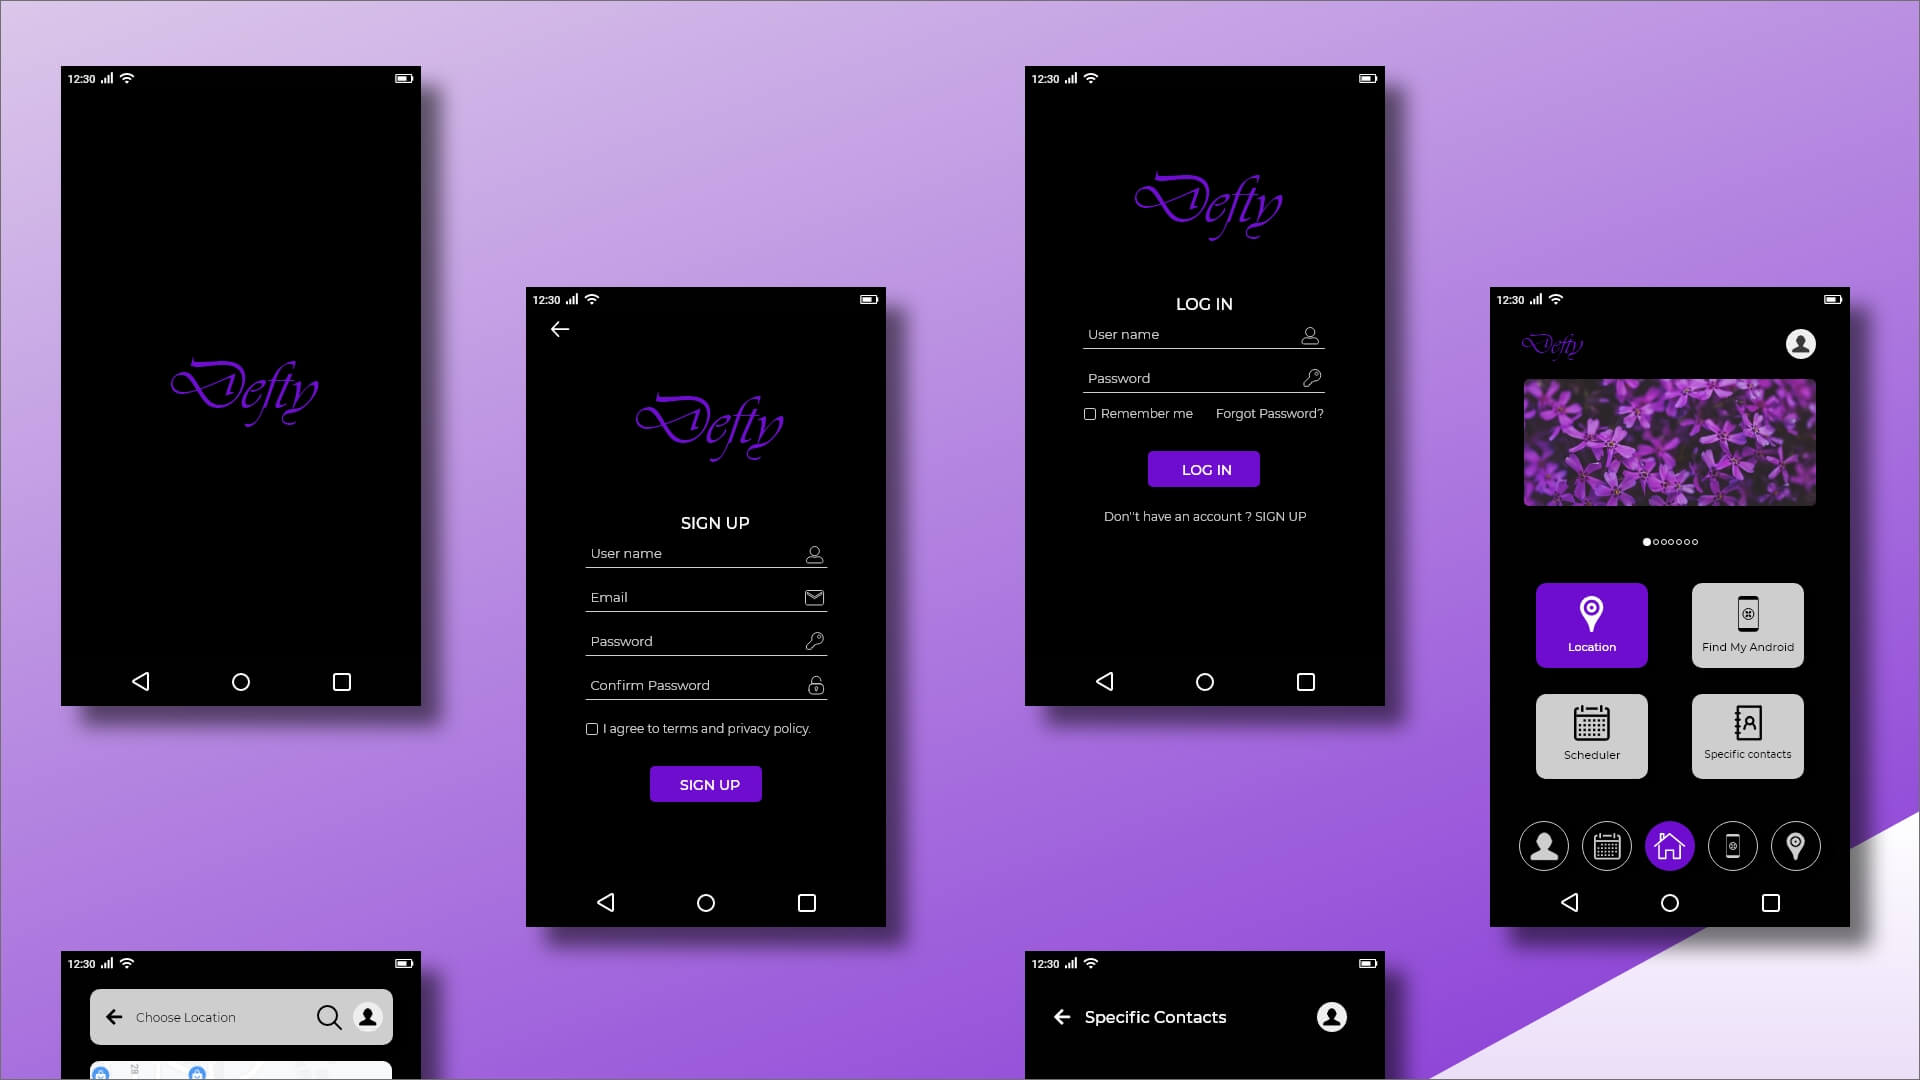 12:30
Defty
12:30
Defty
SIGN UP
User name
Email
Password
Confirm Password
I agree to terms and privacy policy.
SIGN UP
12:30
Defty
LOG IN
User name
Password
Remember me Forgot Password?
LOG IN
Don''t have an account ? SIGN UP
12:30
Defty
Location
Find My Android
Scheduler
Specific contacts
12:30
Choose Location
28
12:30
Specific Contacts